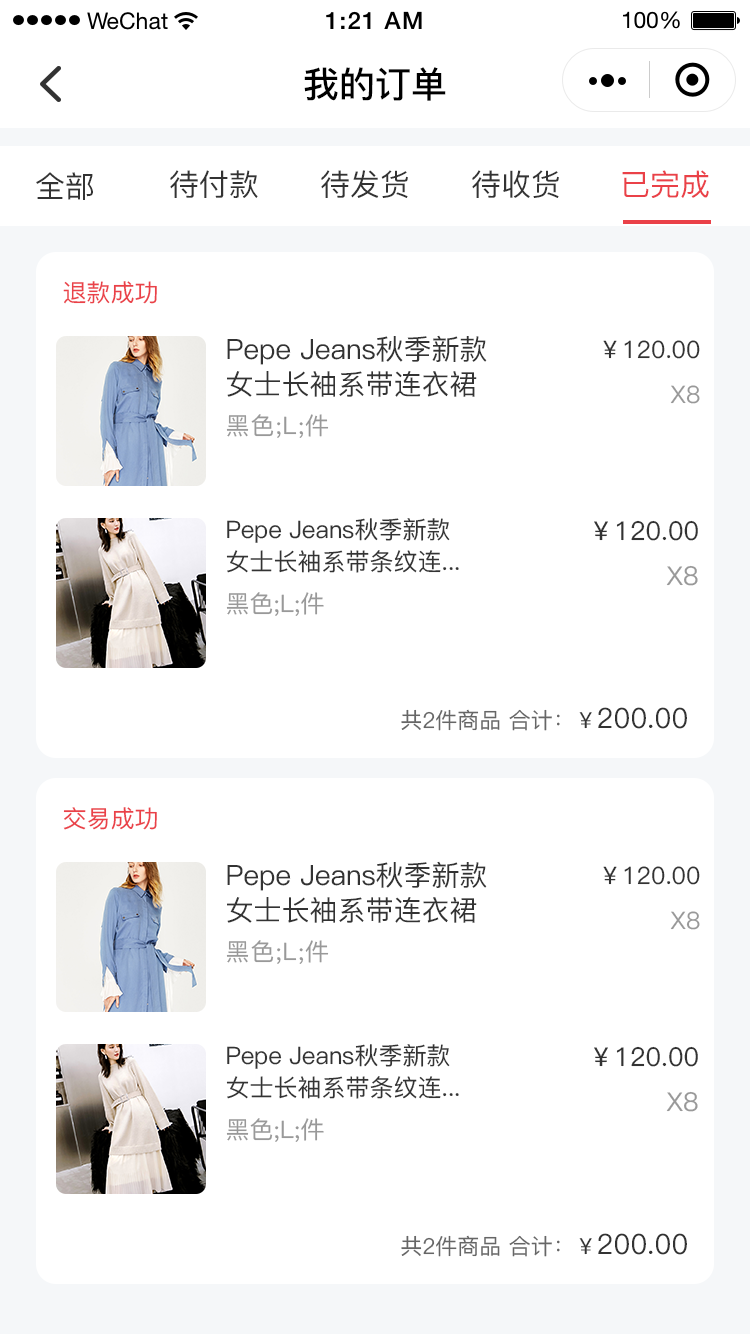 WeChat 1:21 AM 100%
我的订单
全部 待付款 待发货 待收货 已完成
退款成功
Pepe Jeans秋季新款 ¥120.00
女士长袖系带连衣裙 X8
黑色;L;件
Pepe Jeans秋季新款 ¥120.00
女士长袖系带条纹连... X8
黑色;L;件
共2件商品 合计: ¥200.00
交易成功
Pepe Jeans秋季新款 ¥120.00
女士长袖系带连衣裙 X8
黑色;L;件
Pepe Jeans秋季新款 ¥120.00
女士长袖系带条纹连... X8
黑色;L;件
共2件商品 合计: ¥200.00